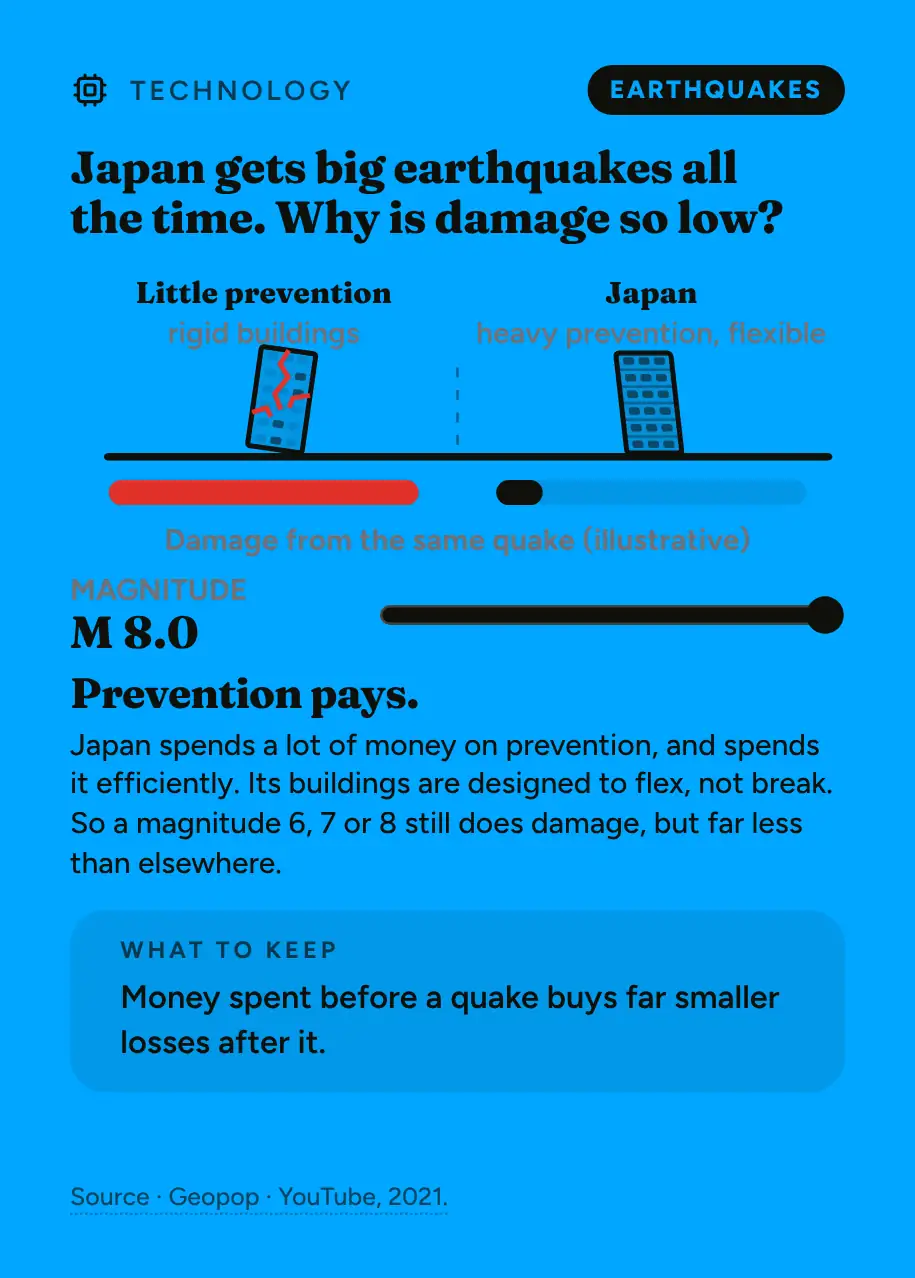 TECHNOLOGY
EARTHQUAKES
Japan gets big earthquakes all
the time. Why is damage so low?
Little prevention
rigid buildings
Japan
heavy prevention, flexible
Damage from the same quake (illustrative)
MAGNITUDE
M 8.0
Prevention pays.
Japan spends a lot of money on prevention, and spends
it efficiently. Its buildings are designed to flex, not break.
So a magnitude 6, 7 or 8 still does damage, but far less
than elsewhere.
WHAT TO KEEP
Money spent before a quake buys far smaller
losses after it.
Source · Geopop · YouTube, 2021.